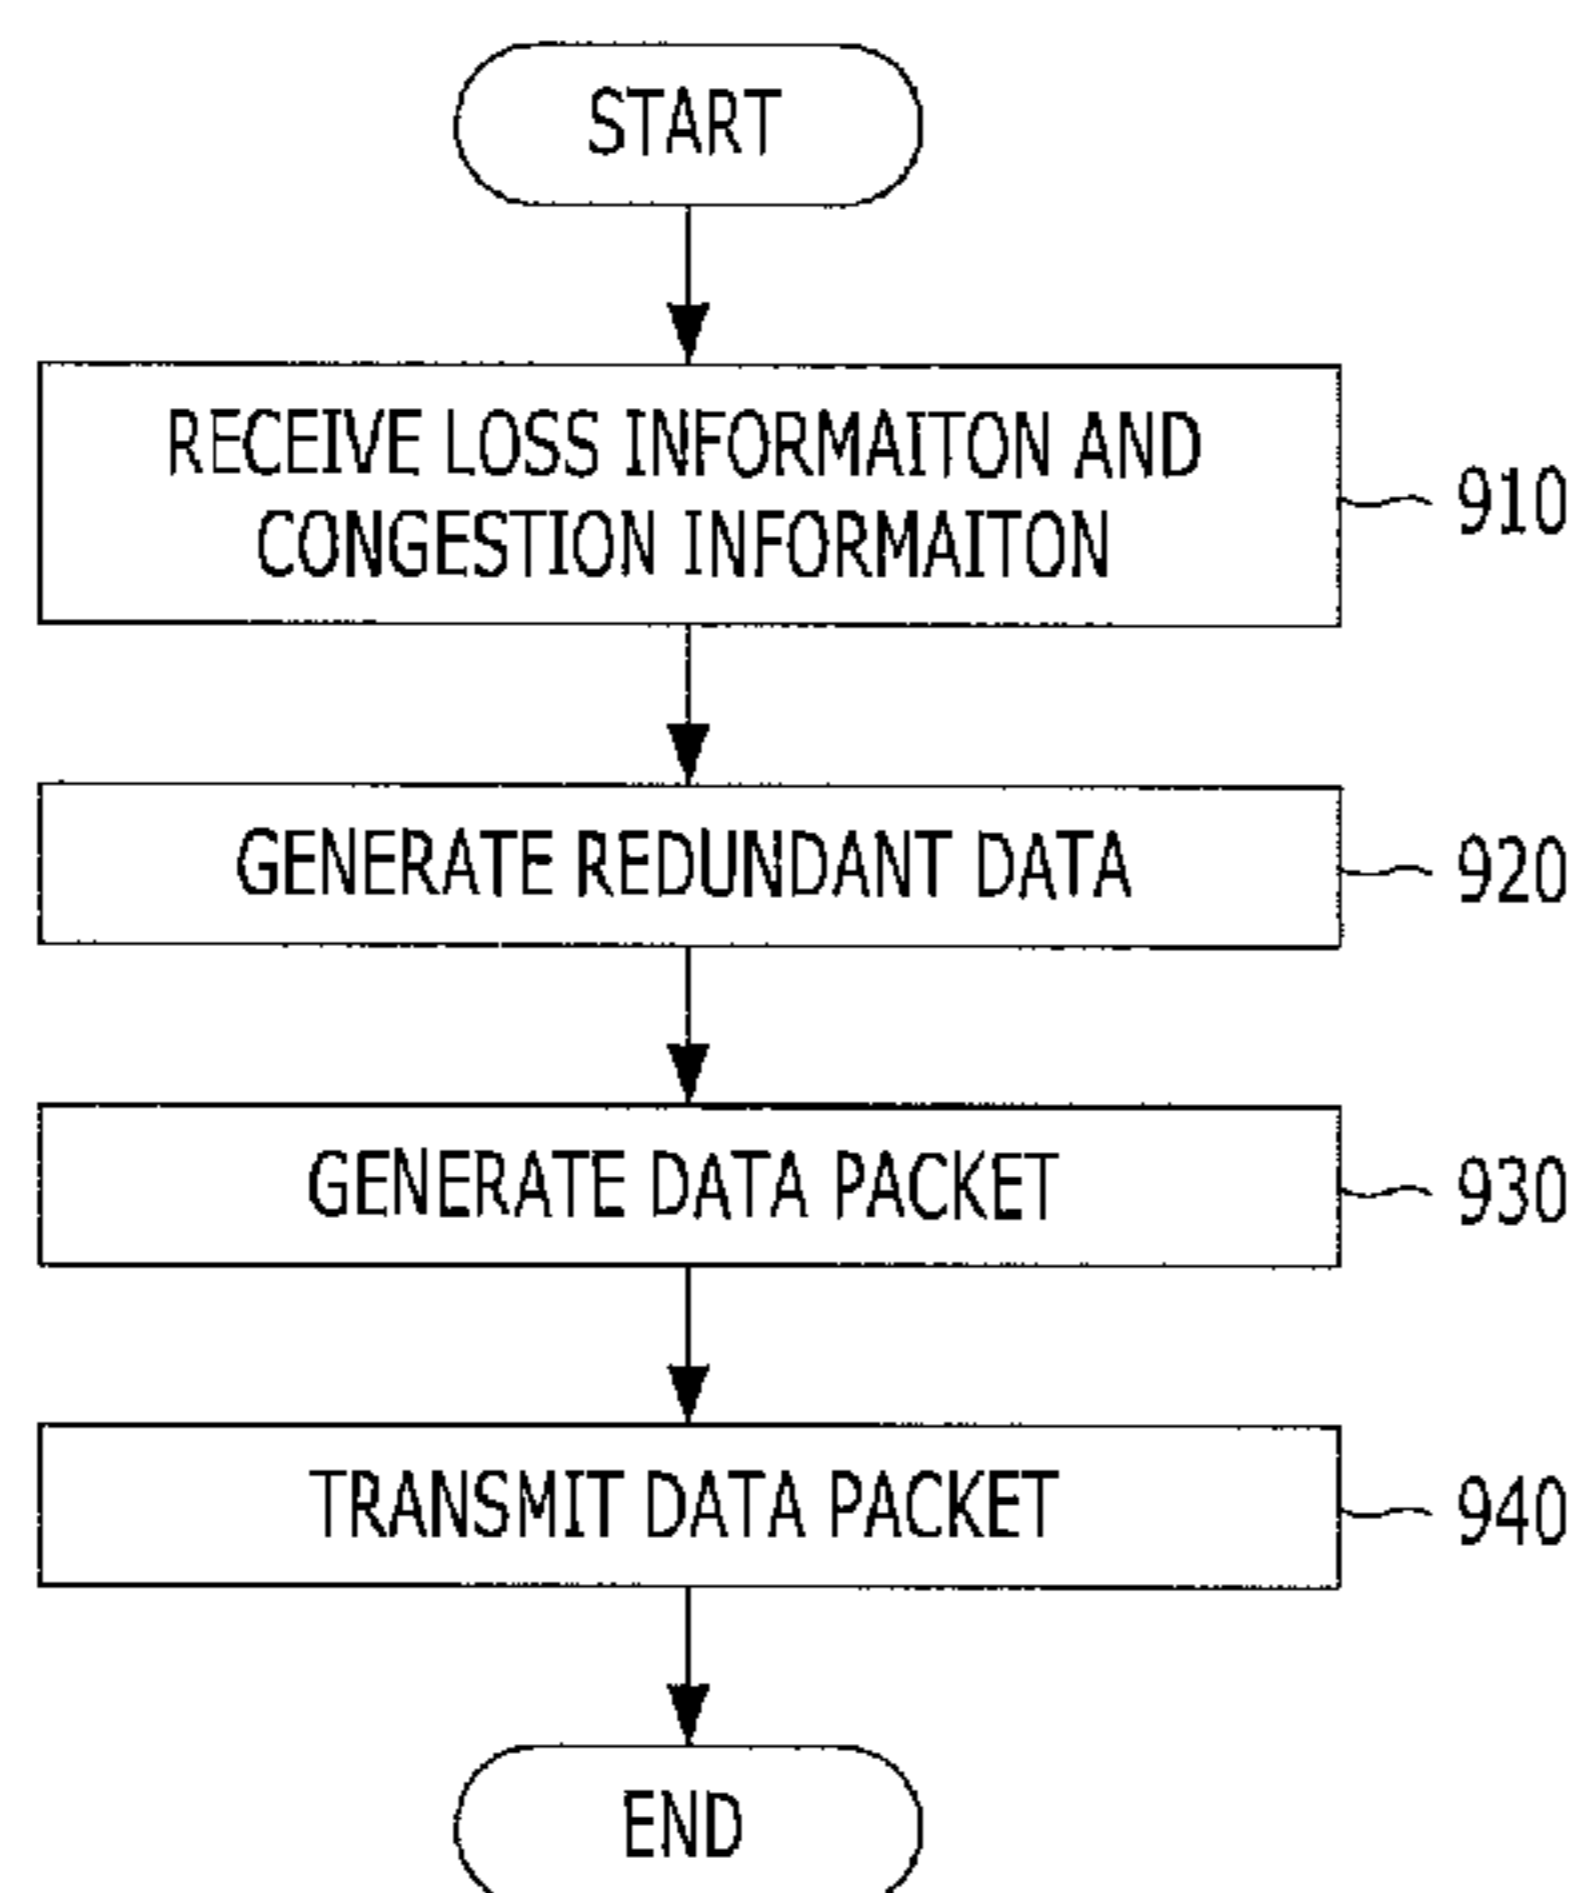 START
RECEIVE LOSS INFORMAITON AND
CONGESTION INFORMAITON
910
GENERATE REDUNDANT DATA
920
GENERATE DATA PACKET
930
TRANSMIT DATA PACKET
940
END